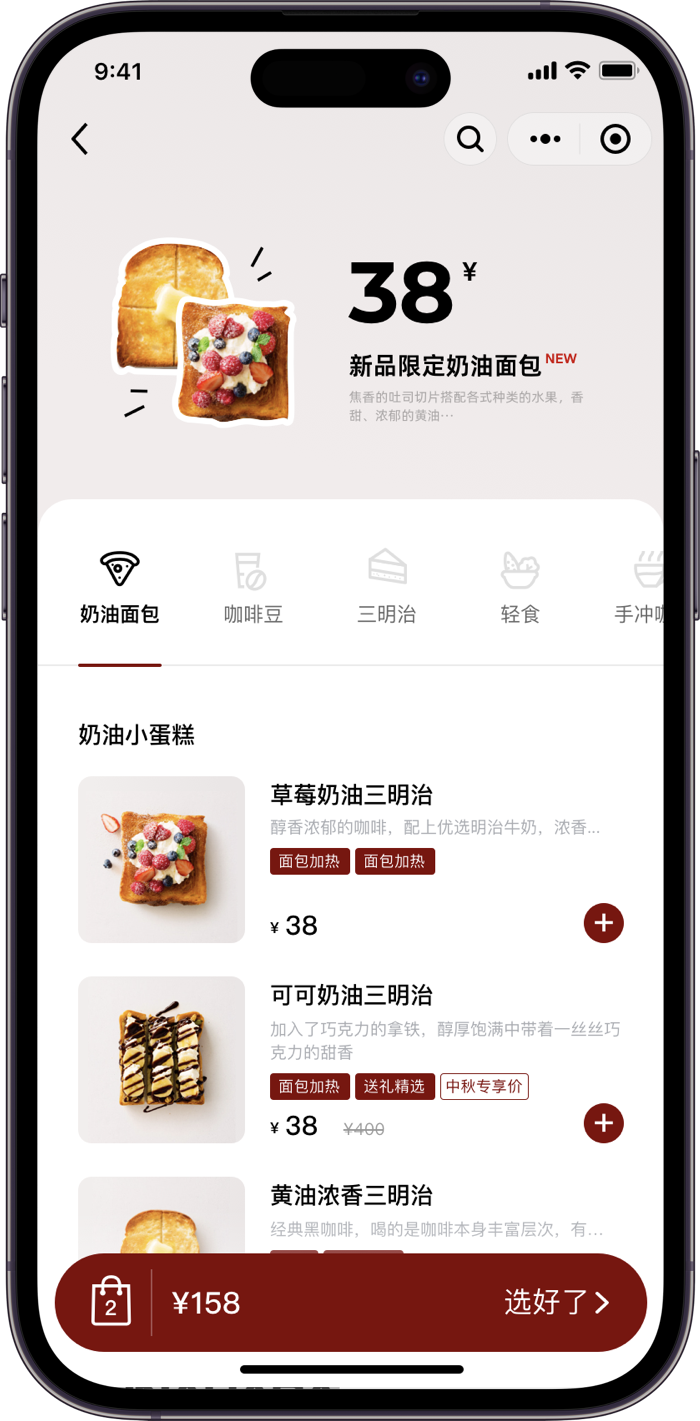 9:41
38 ¥
新品限定奶油面包 NEW
焦香的吐司切片搭配各式种类的水果，香
甜、浓郁的黄油···
奶油面包
咖啡豆
三明治
轻食
手冲
奶油小蛋糕
草莓奶油三明治
醇香浓郁的咖啡，配上优选明治牛奶，浓香...
面包加热 面包加热
¥ 38
可可奶油三明治
加入了巧克力的拿铁，醇厚饱满中带着一丝丝巧
克力的甜香
面包加热 送礼精选 中秋专享价
¥ 38 ¥400
黄油浓香三明治
经典黑咖啡，喝的是咖啡本身丰富层次，有...
2
¥158
选好了